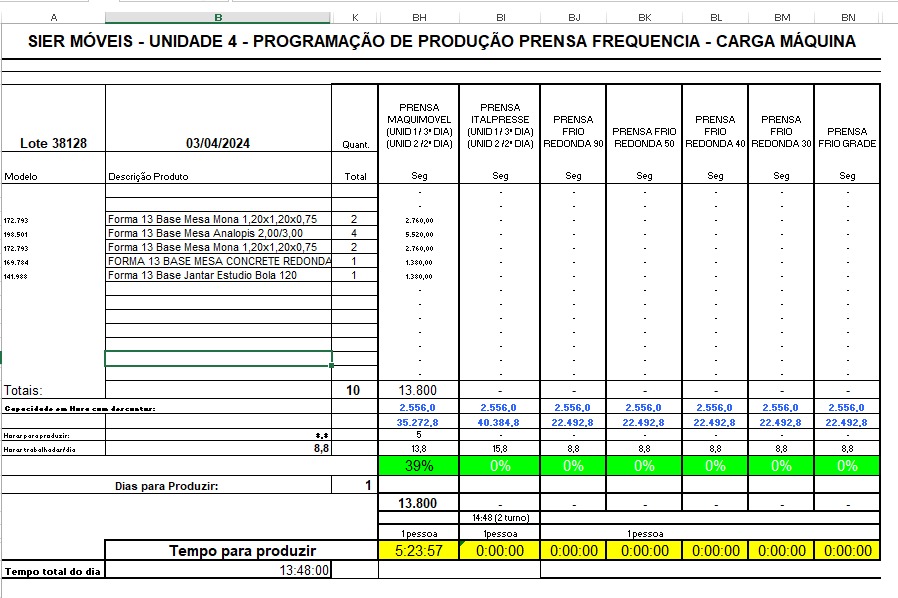 A B K BH BI BJ BK BL BM BN
SIER MÓVEIS - UNIDADE 4 - PROGRAMAÇÃO DE PRODUÇÃO PRENSA FREQUENCIA - CARGA MÁQUINA
Lote 38128 03/04/2024 Quant. PRENSA MAQUIMOVEL (UNID 1 / 3ª DIA) (UNID 2 /2ª DIA) PRENSA ITALPRESSE (UNID 1 / 3ª DIA) (UNID 2 /2ª DIA) PRENSA FRIO REDONDA 90 PRENSA FRIO REDONDA 50 PRENSA FRIO REDONDA 40 PRENSA FRIO REDONDA 30 PRENSA FRIO GRADE
Modelo Descrição Produto Total Seg Seg Seg Seg Seg Seg Seg
- - - - - - -
- - - - - - -
172.793 Forma 13 Base Mesa Mona 1,20x1,20x0,75 2 2.760,00 - - - - - -
198.501 Forma 13 Base Mesa Analopis 2,00/3,00 4 5.520,00 - - - - - -
172.793 Forma 13 Base Mesa Mona 1,20x1,20x0,75 2 2.760,00 - - - - - -
169.784 FORMA 13 BASE MESA CONCRETE REDONDA 1 1.380,00 - - - - - -
141.988 Forma 13 Base Jantar Estudio Bola 120 1 1.380,00 - - - - - -
- - - - - - -
- - - - - - -
- - - - - - -
- - - - - - -
- - - - - - -
- - - - - - -
- - - - - - -
Totais: 10 13.800 - - - - - -
Capacidade em Hora com descontar: 2.556,0 2.556,0 2.556,0 2.556,0 2.556,0 2.556,0 2.556,0
35.272,8 40.384,8 22.492,8 22.492,8 22.492,8 22.492,8 22.492,8
Horar para produzir: 8,8 5 - - - - - -
Horar trabalhadar/dia 8,8 13,8 15,8 8,8 8,8 8,8 8,8 8,8
39% 0% 0% 0% 0% 0% 0%
Dias para Produzir: 1
13.800 - - - - - -
14:48 (2 turno)
1 pessoa 1 pessoa 1 pessoa
Tempo para produzir 5:23:57 0:00:00 0:00:00 0:00:00 0:00:00 0:00:00 0:00:00
Tempo total do dia 13:48:00